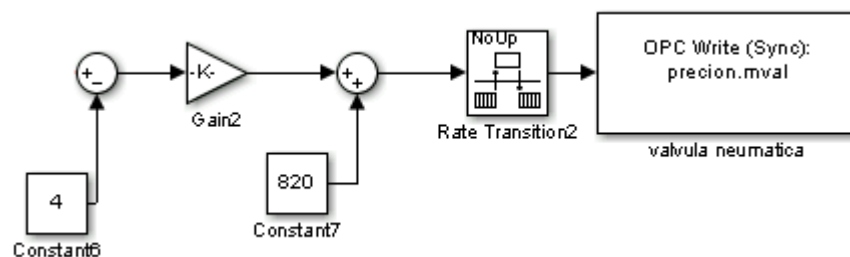 NoUp
OPC Write (Sync):
precion.mval
+
-
-K-
+
+
Gain2
Rate Transition2
valvula neumatica
4
820
Constant6
Constant7